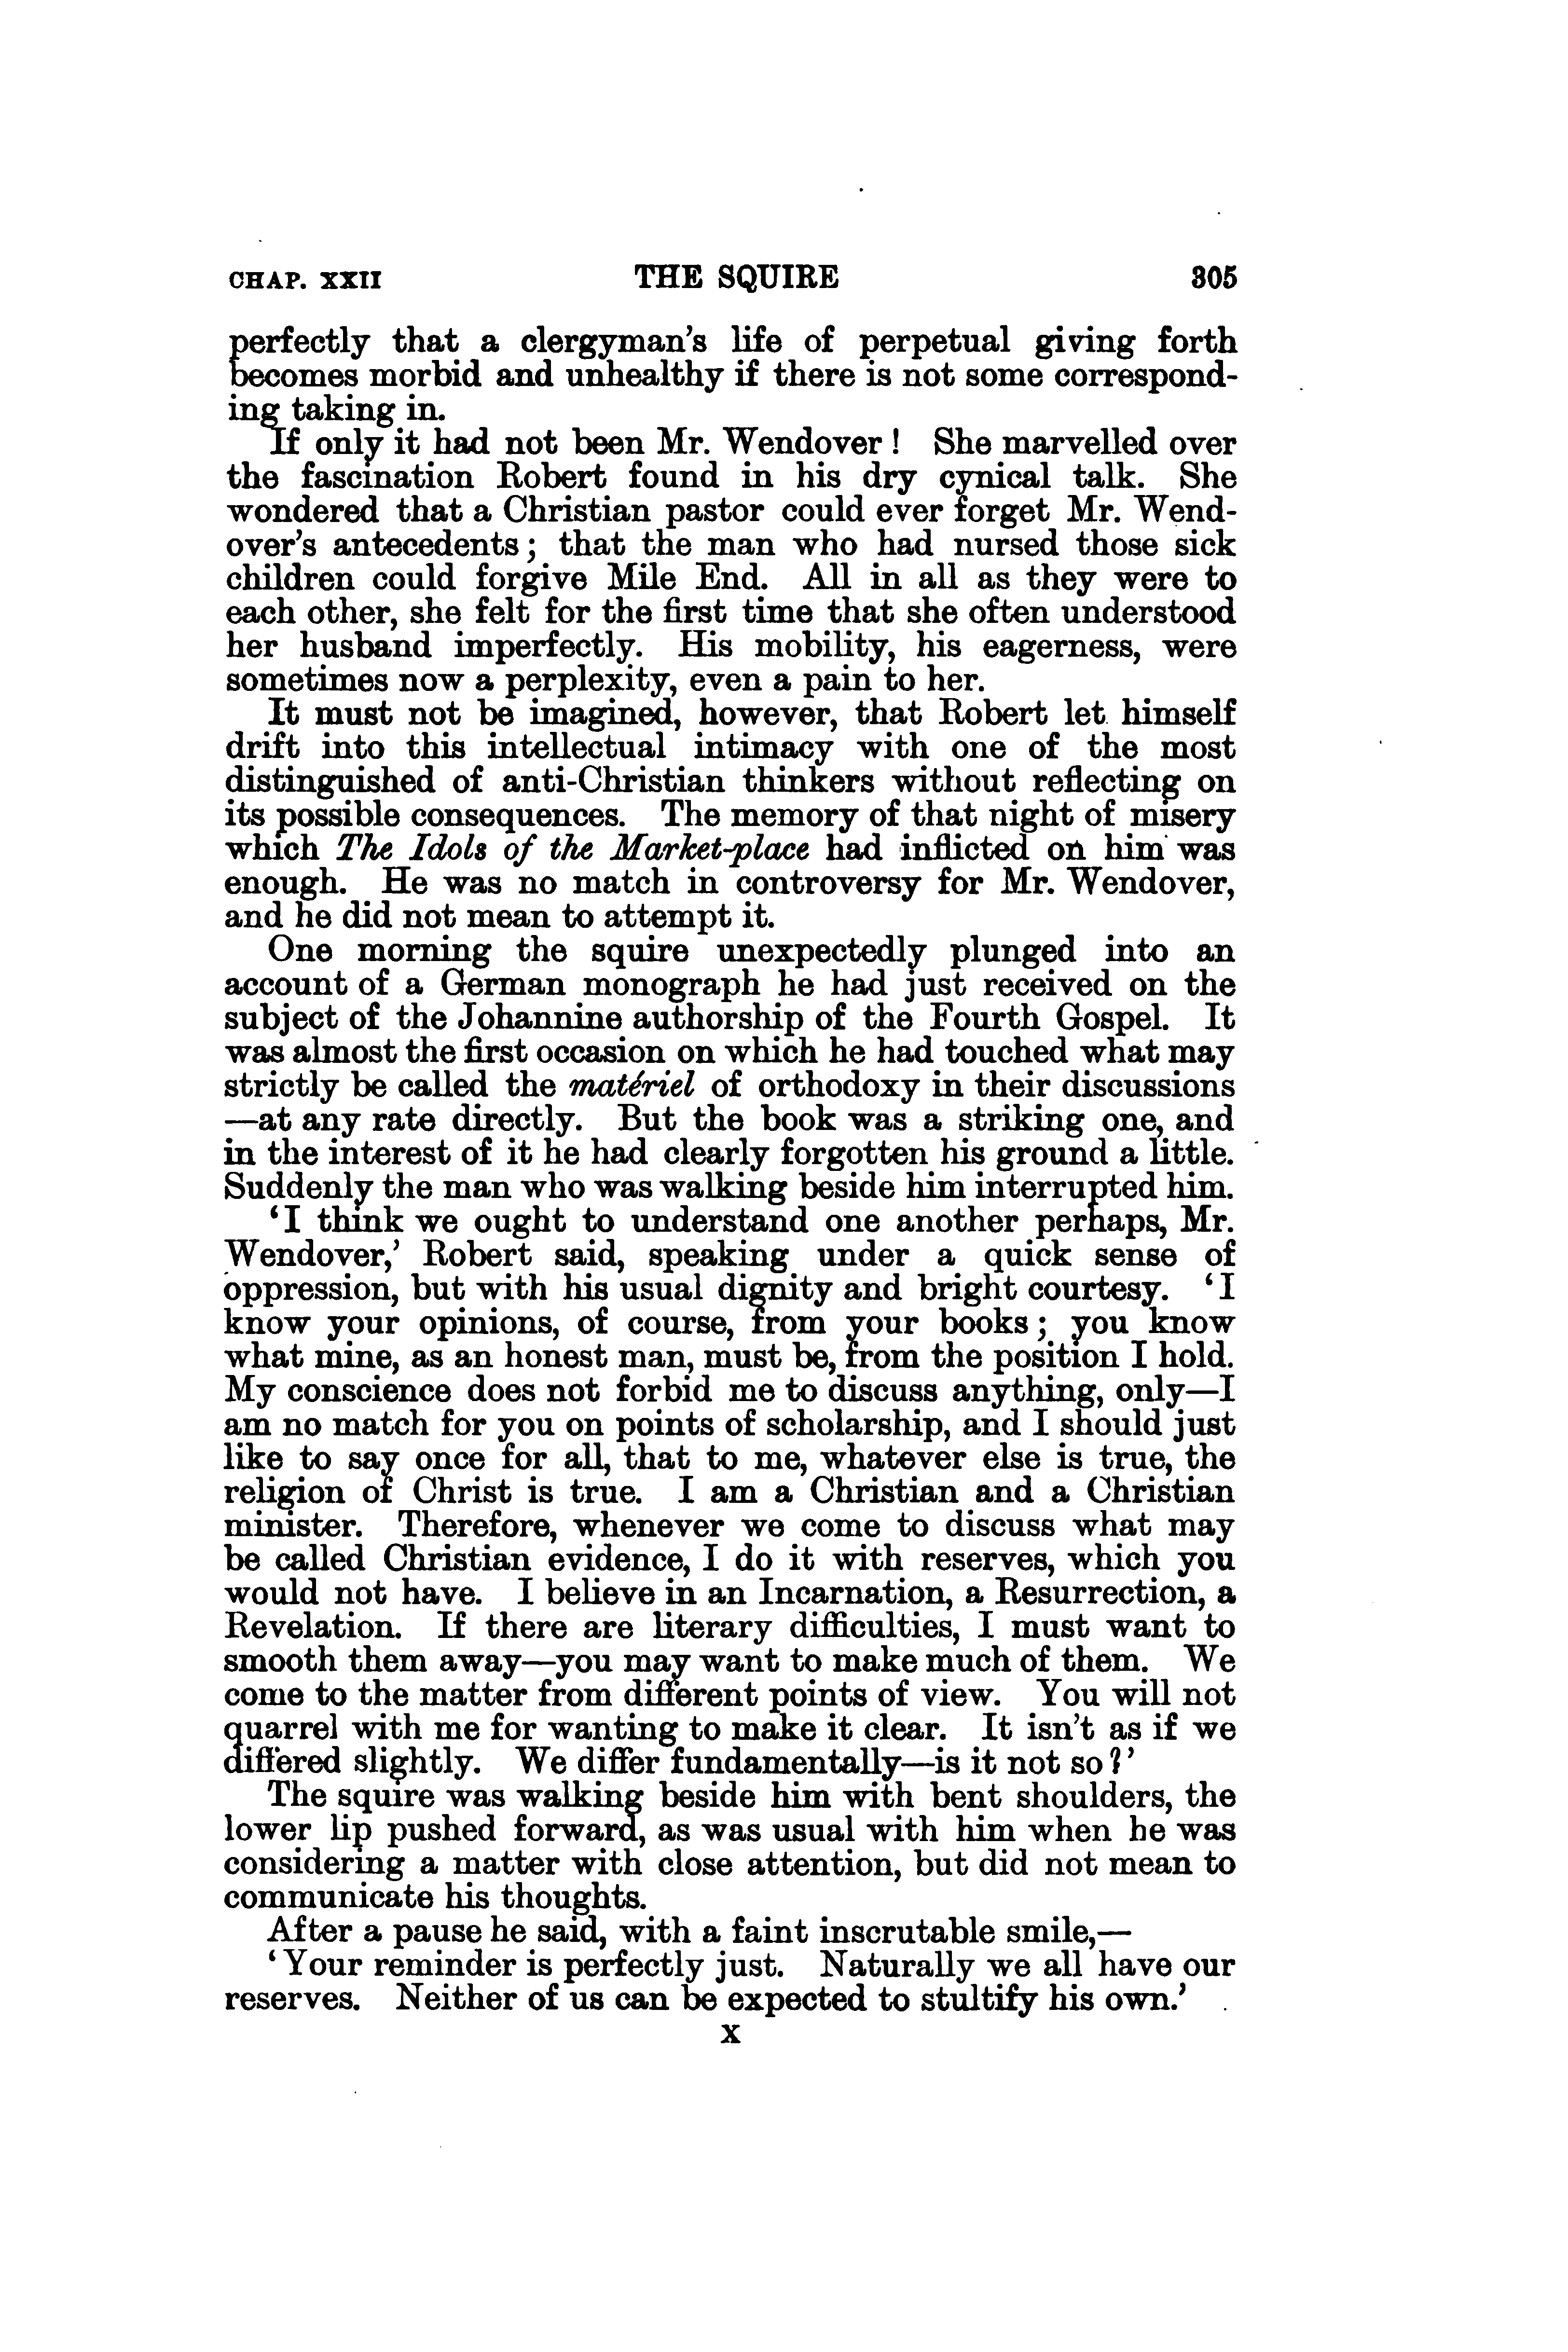 CHAP. XXII THE SQUIRE 305
perfectly that a clergyman's life of perpetual giving forth
becomes morbid and unhealthy if there is not some correspond-
ing taking in.
If only it had not been Mr. Wendover! She marvelled over
the fascination Robert found in his dry cynical talk. She
wondered that a Christian pastor could ever forget Mr. Wend-
over's antecedents; that the man who had nursed those sick
children could forgive Mile End. All in all as they were to
each other, she felt for the first time that she often understood
her husband imperfectly. His mobility, his eagerness, were
sometimes now a perplexity, even a pain to her.
It must not be imagined, however, that Robert let himself
drift into this intellectual intimacy with one of the most
distinguished of anti-Christian thinkers without reflecting on
its possible consequences. The memory of that night of misery
which The Idols of the Market-place had inflicted on him was
enough. He was no match in controversy for Mr. Wendover,
and he did not mean to attempt it.
One morning the squire unexpectedly plunged into an
account of a German monograph he had just received on the
subject of the Johannine authorship of the Fourth Gospel. It
was almost the first occasion on which he had touched what may
strictly be called the matériel of orthodoxy in their discussions
—at any rate directly. But the book was a striking one, and
in the interest of it he had clearly forgotten his ground a little.
Suddenly the man who was walking beside him interrupted him.
'I think we ought to understand one another perhaps, Mr.
Wendover,' Robert said, speaking under a quick sense of
oppression, but with his usual dignity and bright courtesy. 'I
know your opinions, of course, from your books; you know
what mine, as an honest man, must be, from the position I hold.
My conscience does not forbid me to discuss anything, only—I
am no match for you on points of scholarship, and I should just
like to say once for all, that to me, whatever else is true, the
religion of Christ is true. I am a Christian and a Christian
minister. Therefore, whenever we come to discuss what may
be called Christian evidence, I do it with reserves, which you
would not have. I believe in an Incarnation, a Resurrection, a
Revelation. If there are literary difficulties, I must want to
smooth them away—you may want to make much of them. We
come to the matter from different points of view. You will not
quarrel with me for wanting to make it clear. It isn't as if we
differed slightly. We differ fundamentally—is it not so?'
The squire was walking beside him with bent shoulders, the
lower lip pushed forward, as was usual with him when he was
considering a matter with close attention, but did not mean to
communicate his thoughts.
After a pause he said, with a faint inscrutable smile,—
'Your reminder is perfectly just. Naturally we all have our
reserves. Neither of us can be expected to stultify his own.'
X